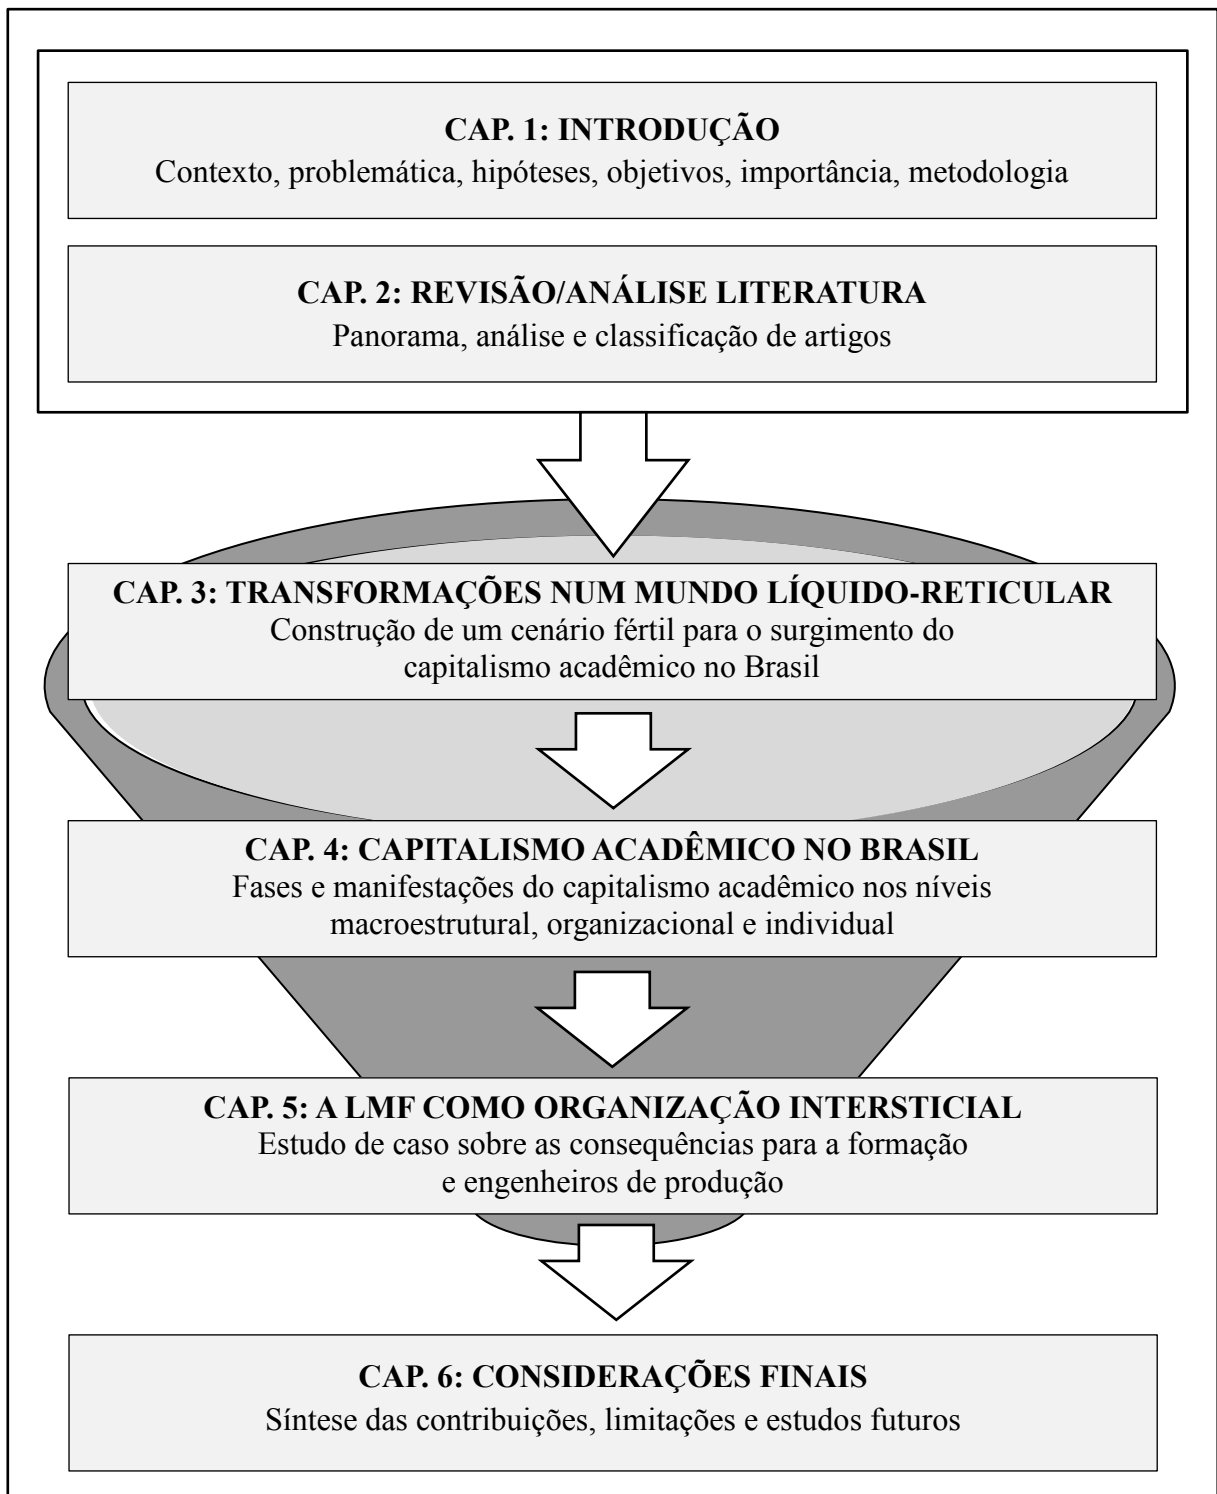 CAP. 1: INTRODUÇÃO
Contexto, problemática, hipóteses, objetivos, importância, metodologia
CAP. 2: REVISÃO/ANÁLISE LITERATURA
Panorama, análise e classificação de artigos
CAP. 3: TRANSFORMAÇÕES NUM MUNDO LÍQUIDO-RETICULAR
Construção de um cenário fértil para o surgimento do
capitalismo acadêmico no Brasil
CAP. 4: CAPITALISMO ACADÊMICO NO BRASIL
Fases e manifestações do capitalismo acadêmico nos níveis
macroestrutural, organizacional e individual
CAP. 5: A LMF COMO ORGANIZAÇÃO INTERSTICIAL
Estudo de caso sobre as consequências para a formação
e engenheiros de produção
CAP. 6: CONSIDERAÇÕES FINAIS
Síntese das contribuições, limitações e estudos futuros